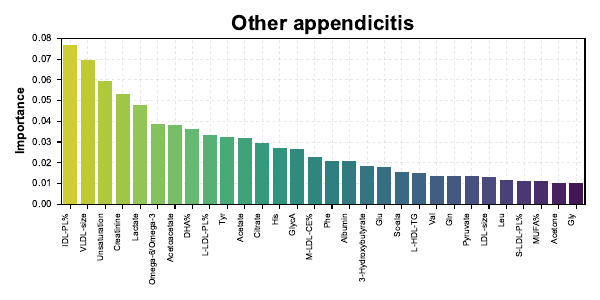 Other appendicitis
Importance
0.08
0.07
0.06
0.05
0.04
0.03
0.02
0.01
0.00
IDL-PL%
VLDL-size
Unsaturation
Creatinine
Lactate
Omega-6/Omega-3
Acetoacetate
DHA%
L-LDL-PL%
Tyr
Acetate
Citrate
His
GlycA
M-LDL-CE%
Phe
Albumin
3-Hydroxybutyrate
Glu
L-HDL-TG
Val
Gln
Pyruvate
LDL-size
Leu
S-LDL-PL%
MUFA%
Acetone
Gly